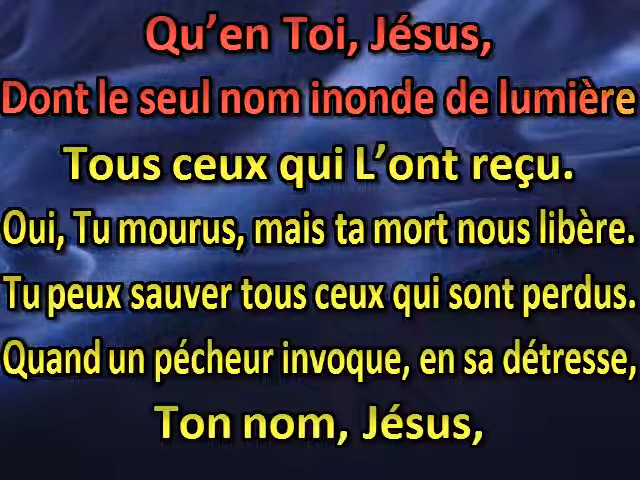 Qu’en Toi, Jésus,
Dont le seul nom inonde de lumière
Tous ceux qui L’ont reçu.
Oui, Tu mourus, mais ta mort nous libère.
Tu peux sauver tous ceux qui sont perdus.
Quand un pécheur invoque, en sa détresse,
Ton nom, Jésus,